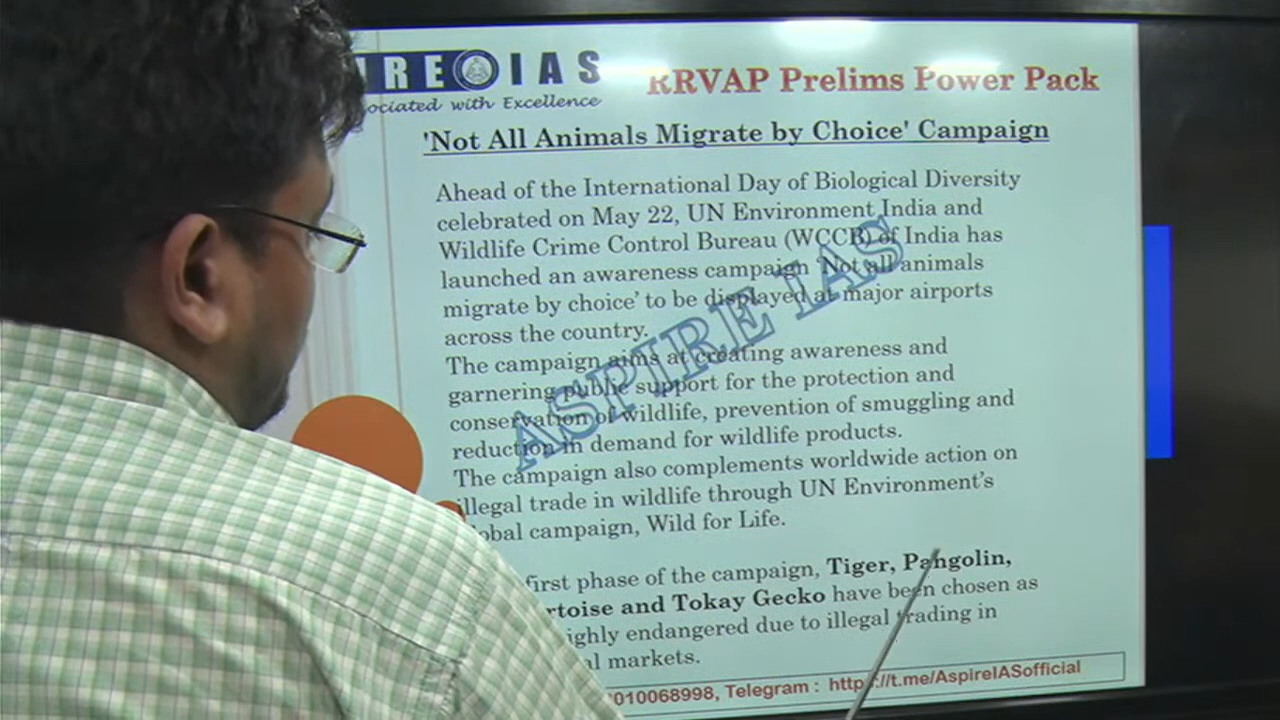 IRE IAS
ociated with Excellence
RRVAP Prelims Power Pack
'Not All Animals Migrate by Choice' Campaign
Ahead of the International Day of Biological Diversity
celebrated on May 22, UN Environment India and
Wildlife Crime Control Bureau (WCCB) of India has
launched an awareness campaign 'Not all animals
migrate by choice' to be displayed at major airports
across the country.
The campaign aims at creating awareness and
garnering public support for the protection and
conservation of wildlife, prevention of smuggling and
reduction in demand for wildlife products.
The campaign also complements worldwide action on
illegal trade in wildlife through UN Environment's
obal campaign, Wild for Life.
first phase of the campaign, Tiger, Pangolin,
rtoise and Tokay Gecko have been chosen as
ighly endangered due to illegal trading in
al markets.
010068998, Telegram : http://t.me/AspireIASofficial
ASPIRE IAS